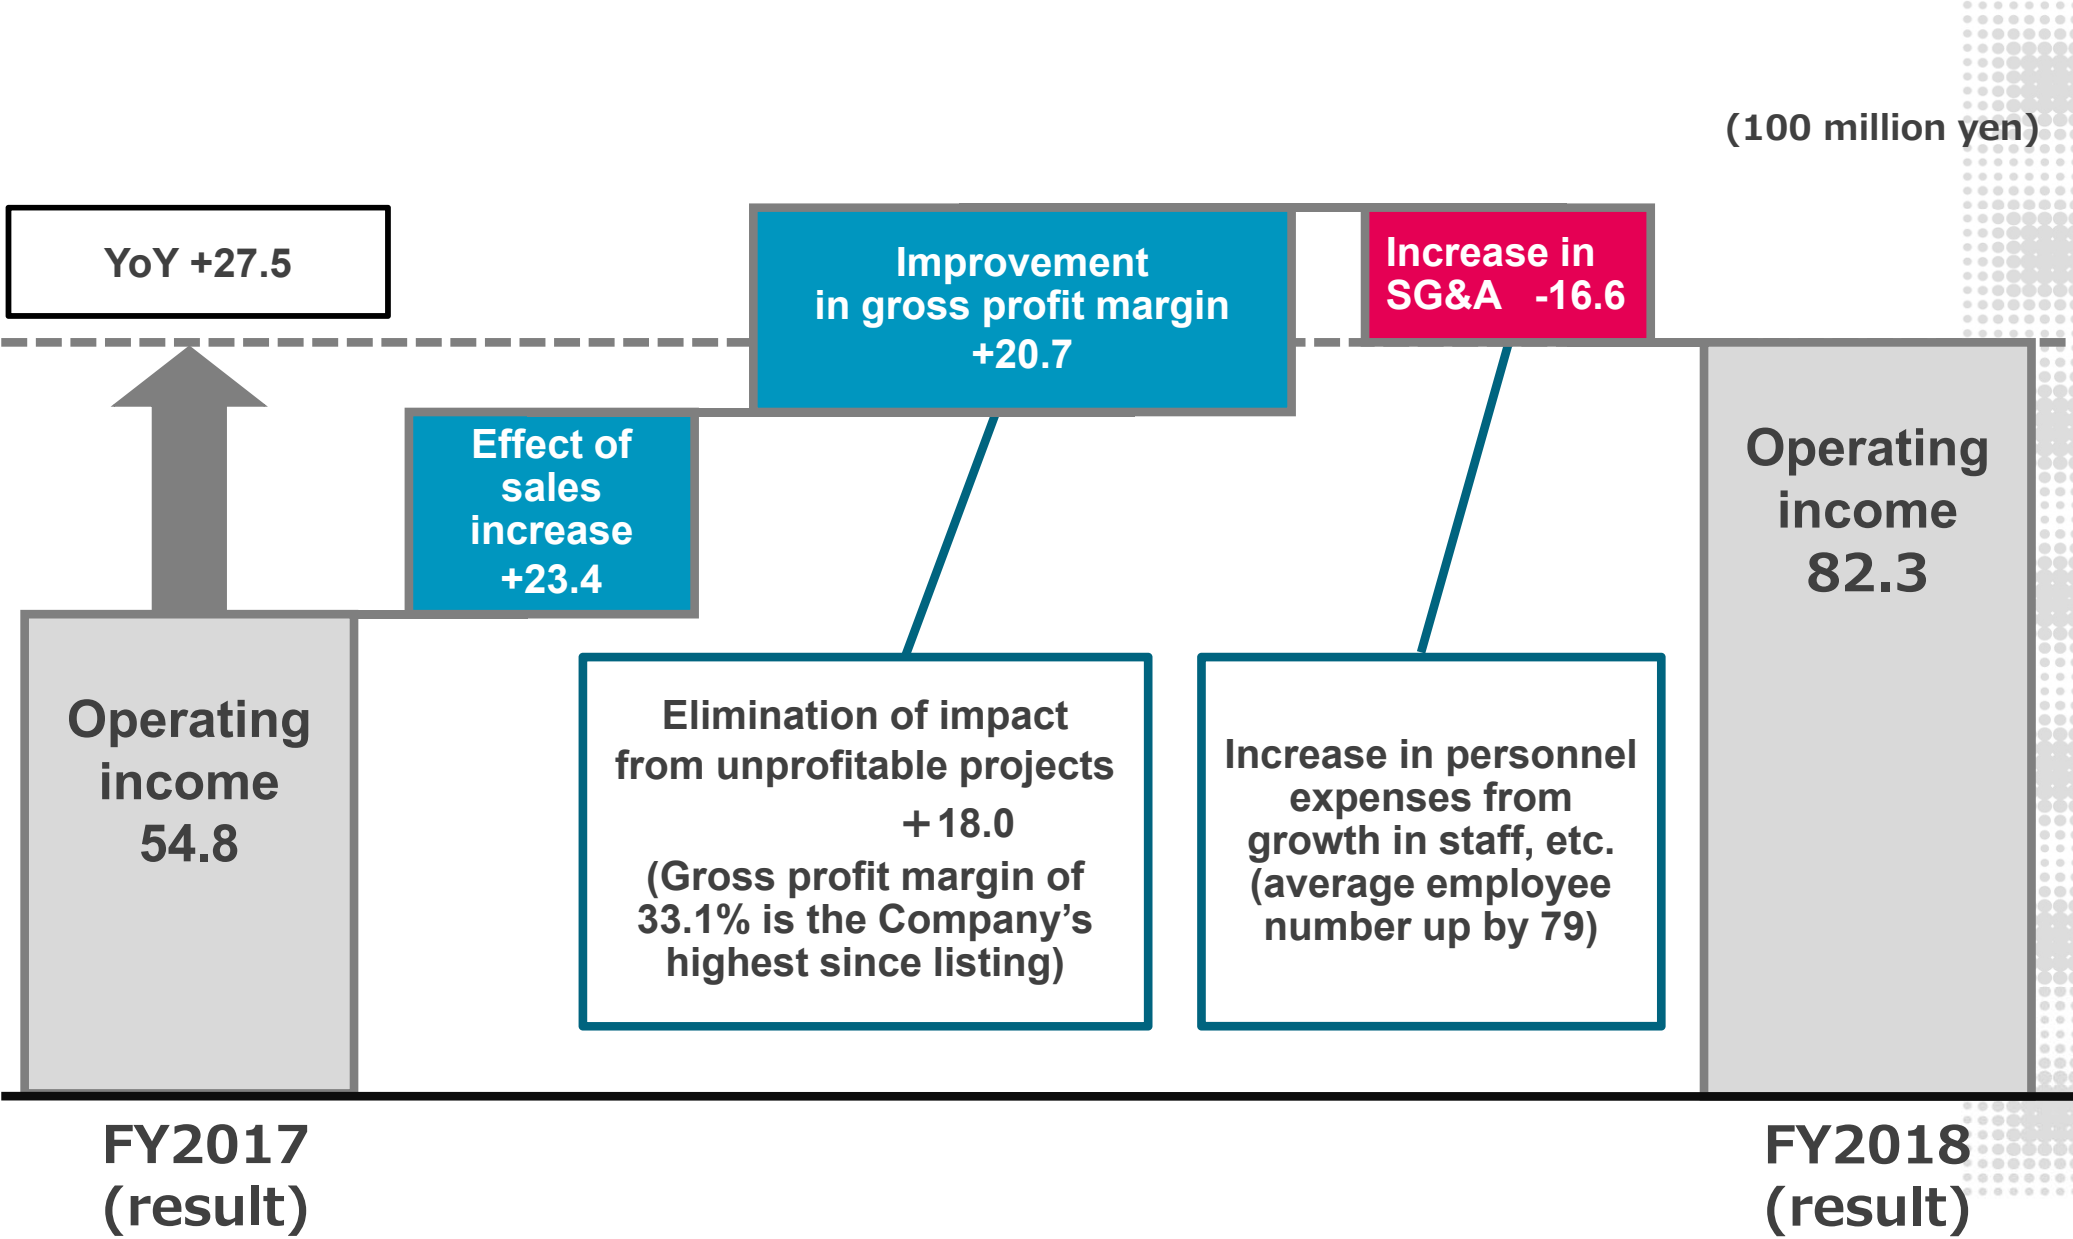 (100 million yen)
YoY +27.5
Improvement
in gross profit margin
+20.7
Increase in
SG&A -16.6
Effect of
sales
increase
+23.4
Operating
income
82.3
Operating
income
54.8
Elimination of impact
from unprofitable projects
＋18.0
(Gross profit margin of
33.1% is the Company’s
highest since listing)
Increase in personnel
expenses from
growth in staff, etc.
(average employee
number up by 79)
FY2017
(result)
FY2018
(result)